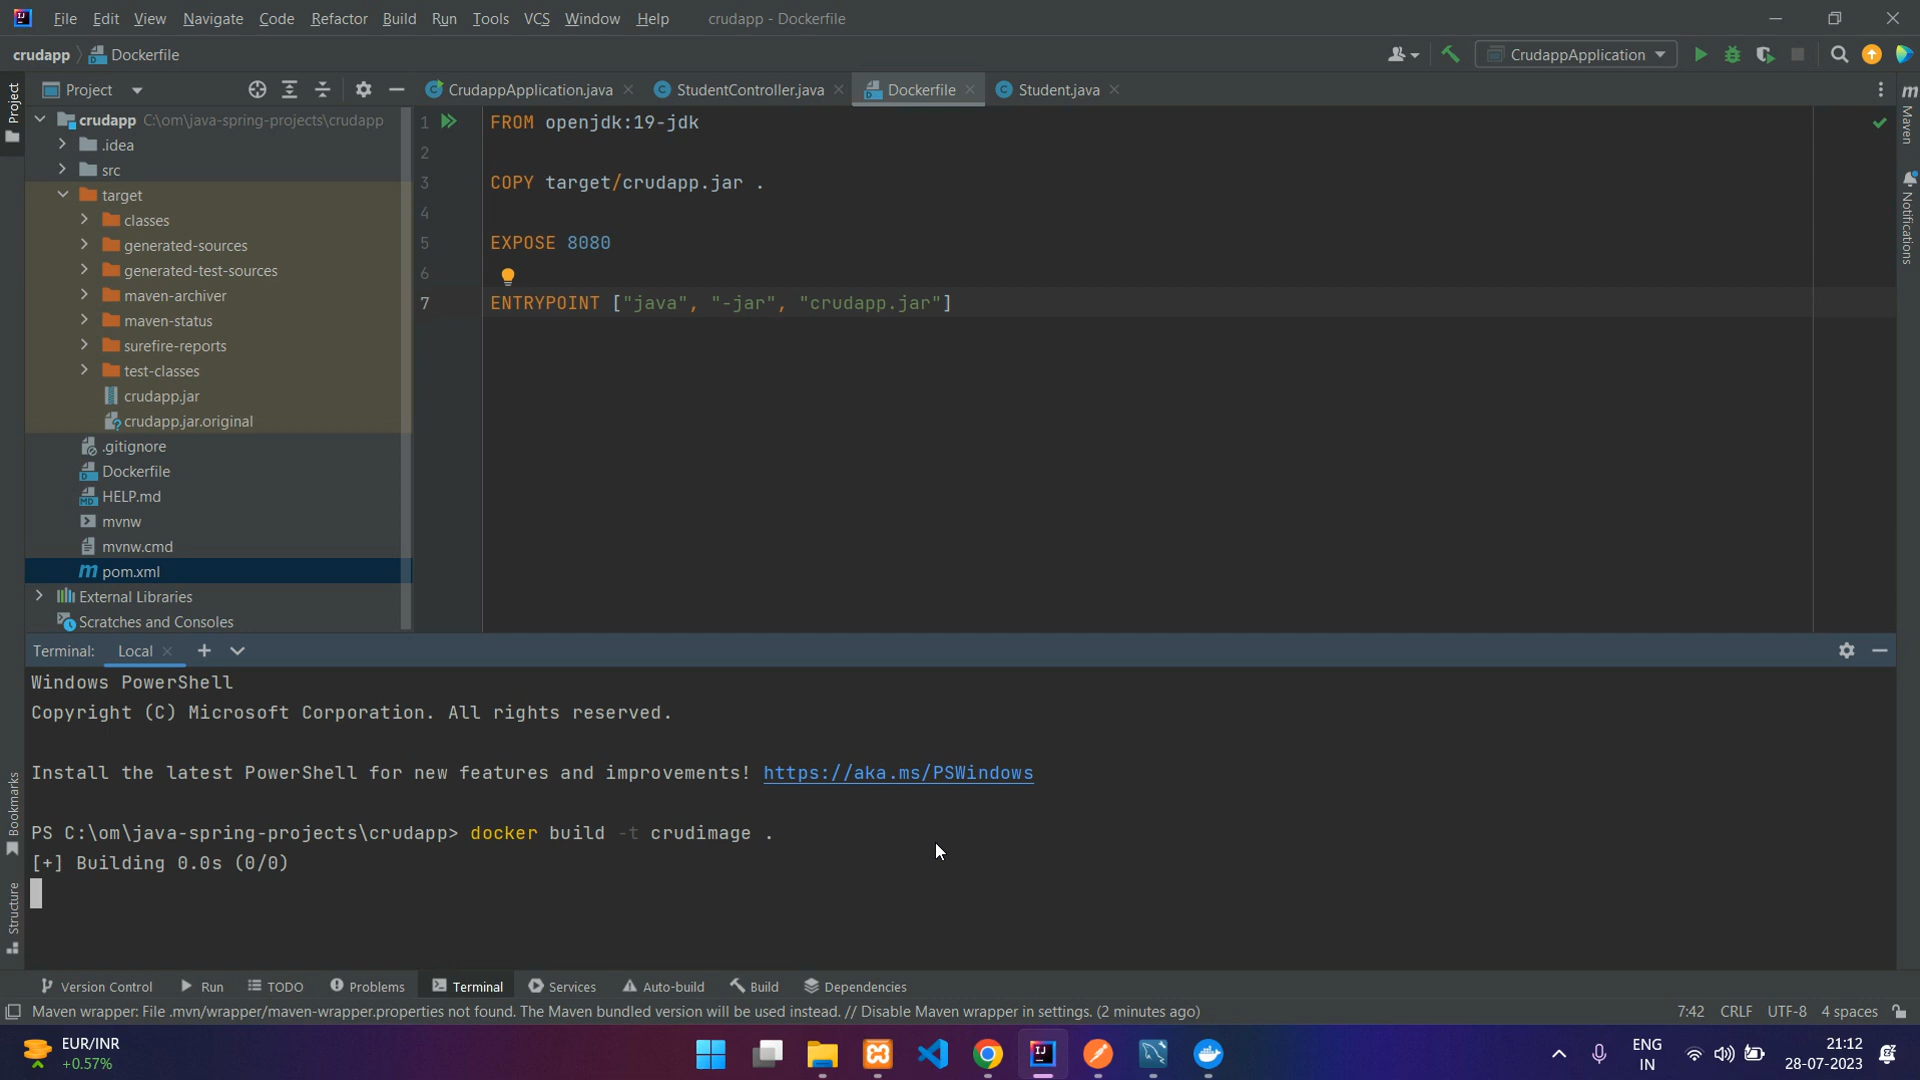 File Edit View Navigate Code Refactor Build Run Tools VCS Window Help crudapp - Dockerfile
crudapp Dockerfile CrudappApplication
Project CrudappApplication.java StudentController.java Dockerfile Student.java
Project
Maven
Notifications
Bookmarks
Structure
crudapp C:\om\java-spring-projects\crudapp
.idea
src
target
classes
generated-sources
generated-test-sources
maven-archiver
maven-status
surefire-reports
test-classes
crudapp.jar
crudapp.jar.original
.gitignore
Dockerfile
HELP.md
mvnw
mvnw.cmd
pom.xml
External Libraries
Scratches and Consoles
1 FROM openjdk:19-jdk
2
3 COPY target/crudapp.jar .
4
5 EXPOSE 8080
6
7 ENTRYPOINT ["java", "-jar", "crudapp.jar"]
Terminal: Local
Windows PowerShell
Copyright (C) Microsoft Corporation. All rights reserved.
Install the latest PowerShell for new features and improvements! https://aka.ms/PSWindows
PS C:\om\java-spring-projects\crudapp> docker build -t crudimage .
[+] Building 0.0s (0/0)
Version Control Run TODO Problems Terminal Services Auto-build Build Dependencies
Maven wrapper: File .mvn/wrapper/maven-wrapper.properties not found. The Maven bundled version will be used instead. // Disable Maven wrapper in settings. (2 minutes ago) 7:42 CRLF UTF-8 4 spaces
EUR/INR
+0.57%
ENG
IN
21:12
28-07-2023